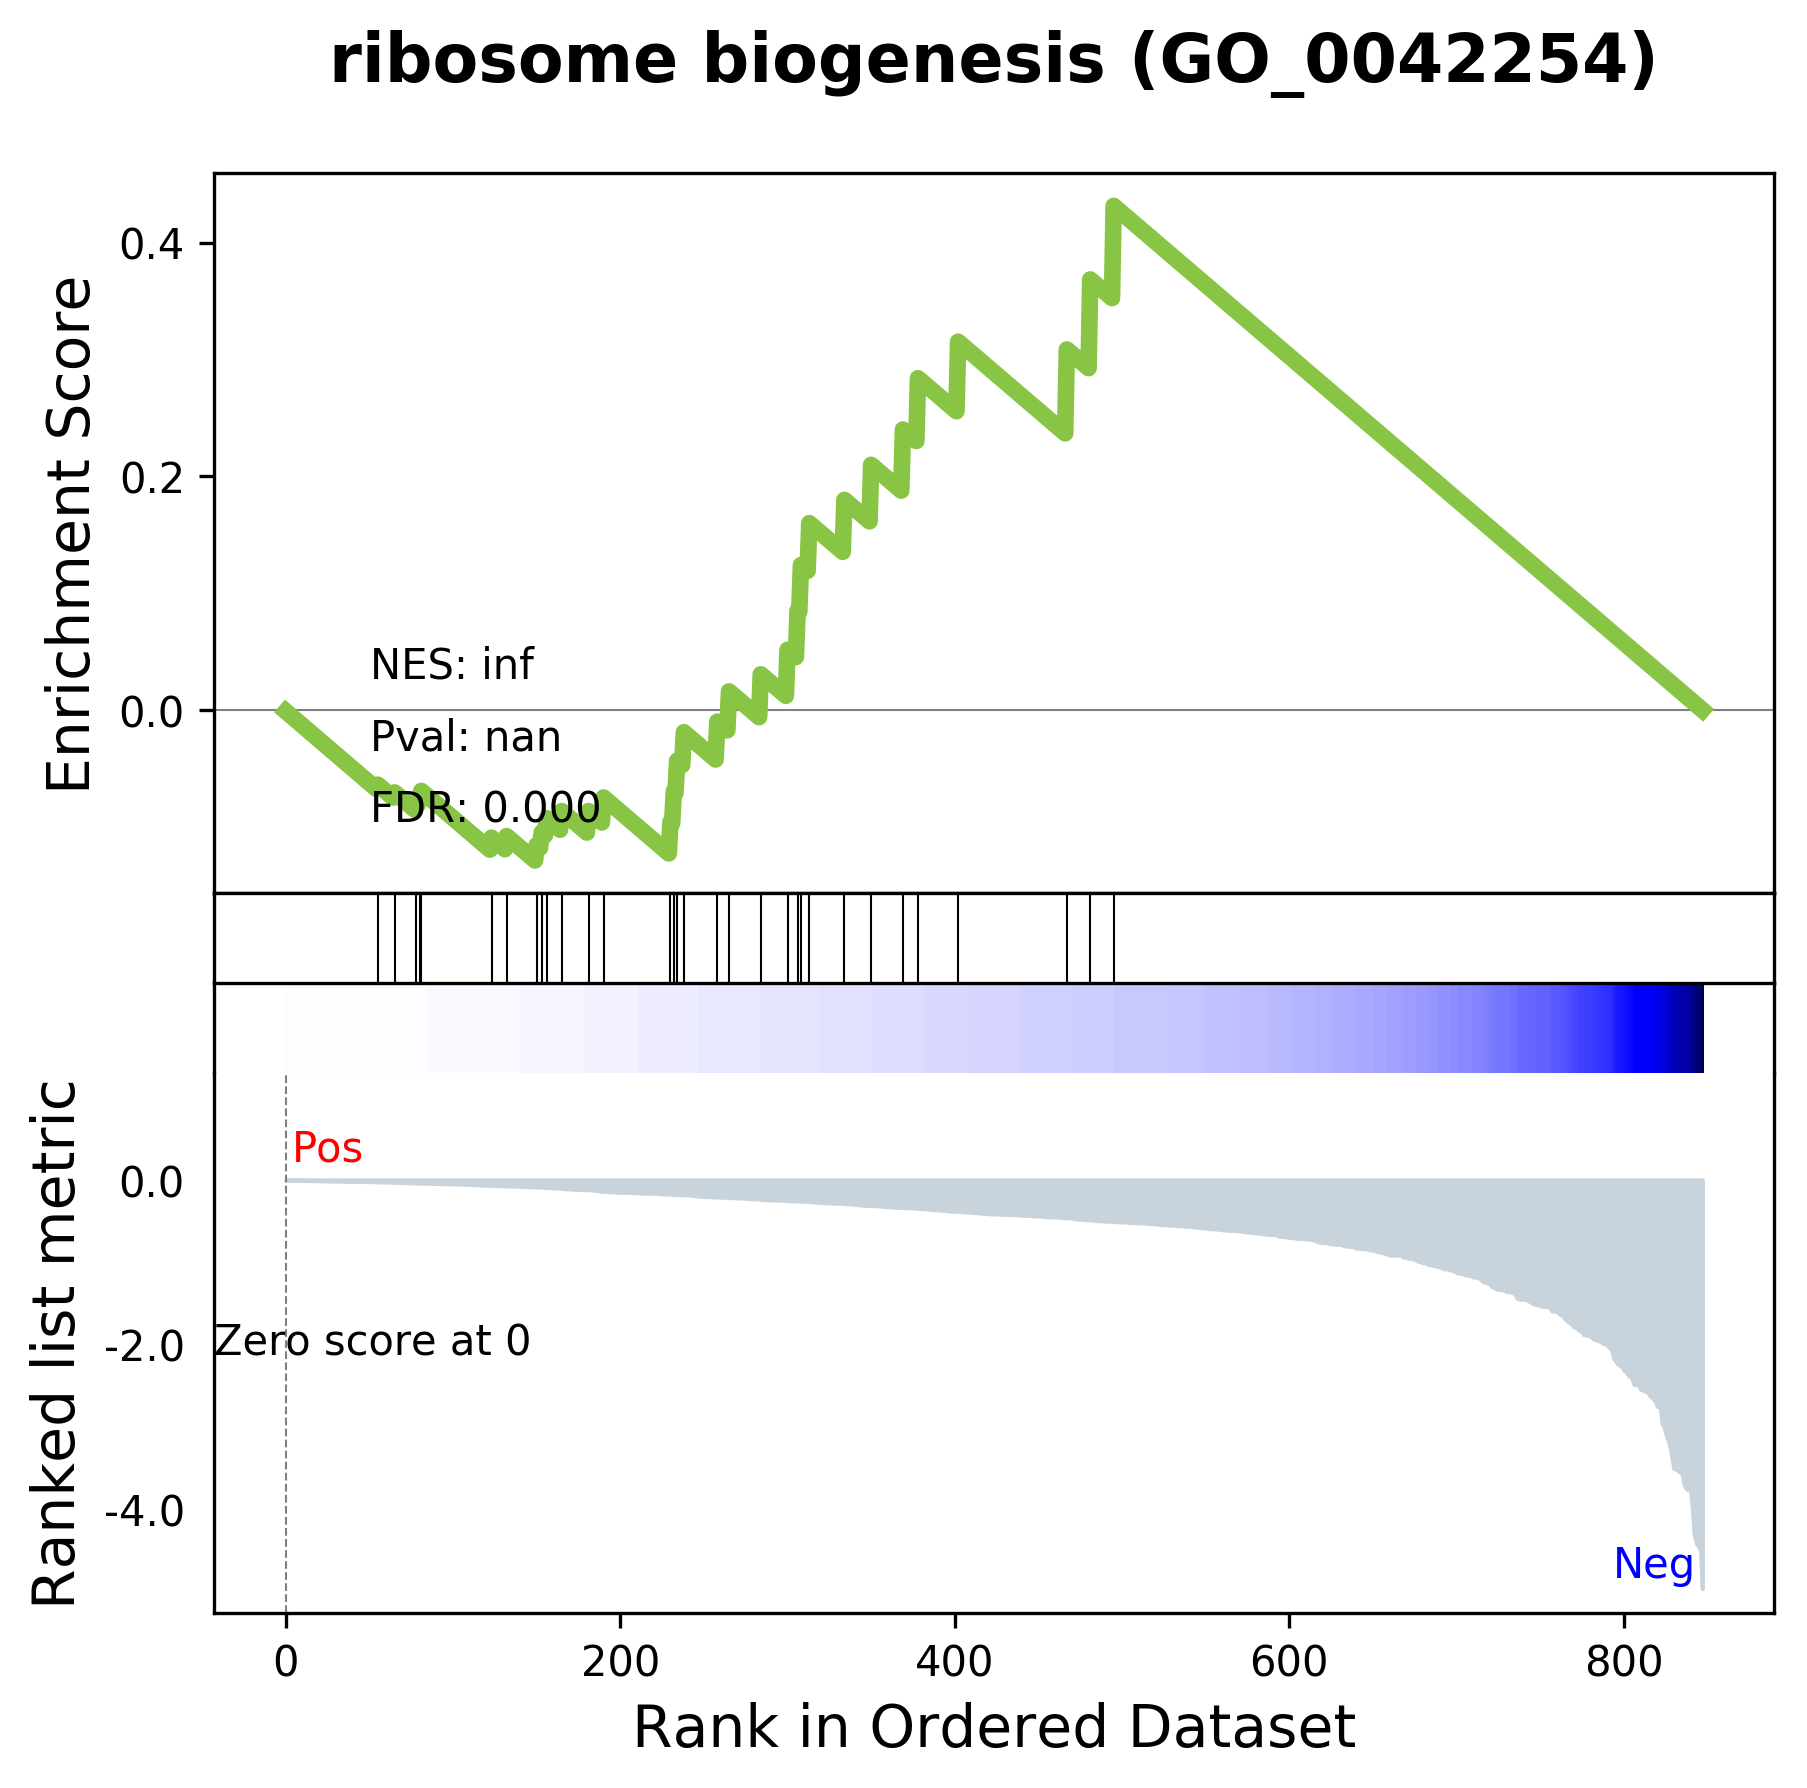 ribosome biogenesis (GO_0042254)
Enrichment Score
0.4
0.2
0.0
NES: inf
Pval: nan
FDR: 0.000
Ranked list metric
Pos
0.0
-2.0
Zero score at 0
-4.0
Neg
0 200 400 600 800
Rank in Ordered Dataset